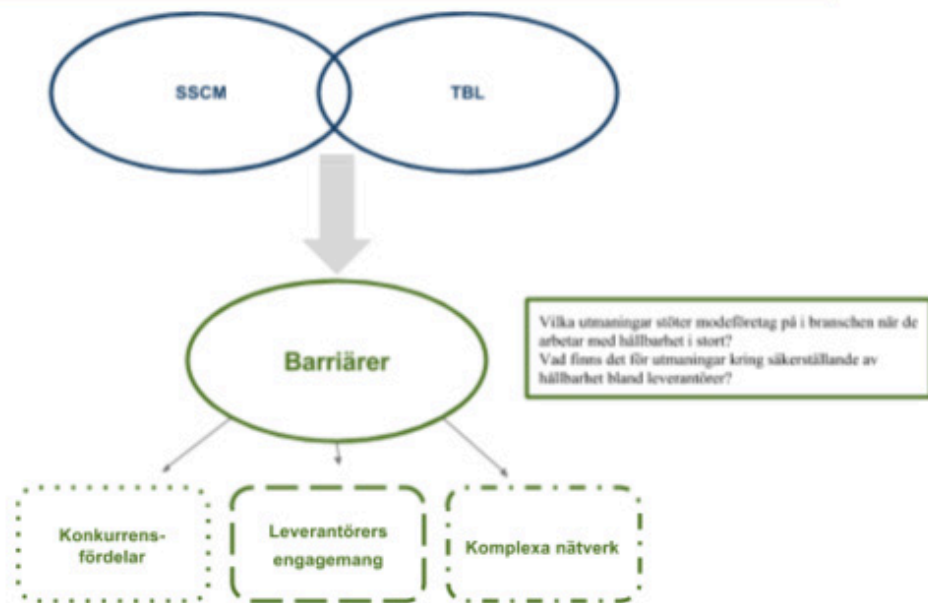 SSCM
TBL
Barriärer
Vilka utmaningar stöter modeföretag på i branschen när de
arbetar med hållbarhet i stort?
Vad finns det för utmaningar kring säkerställande av
hållbarhet bland leverantörer?
Konkurrens-
fördelar
Leverantörers
engagemang
Komplexa nätverk